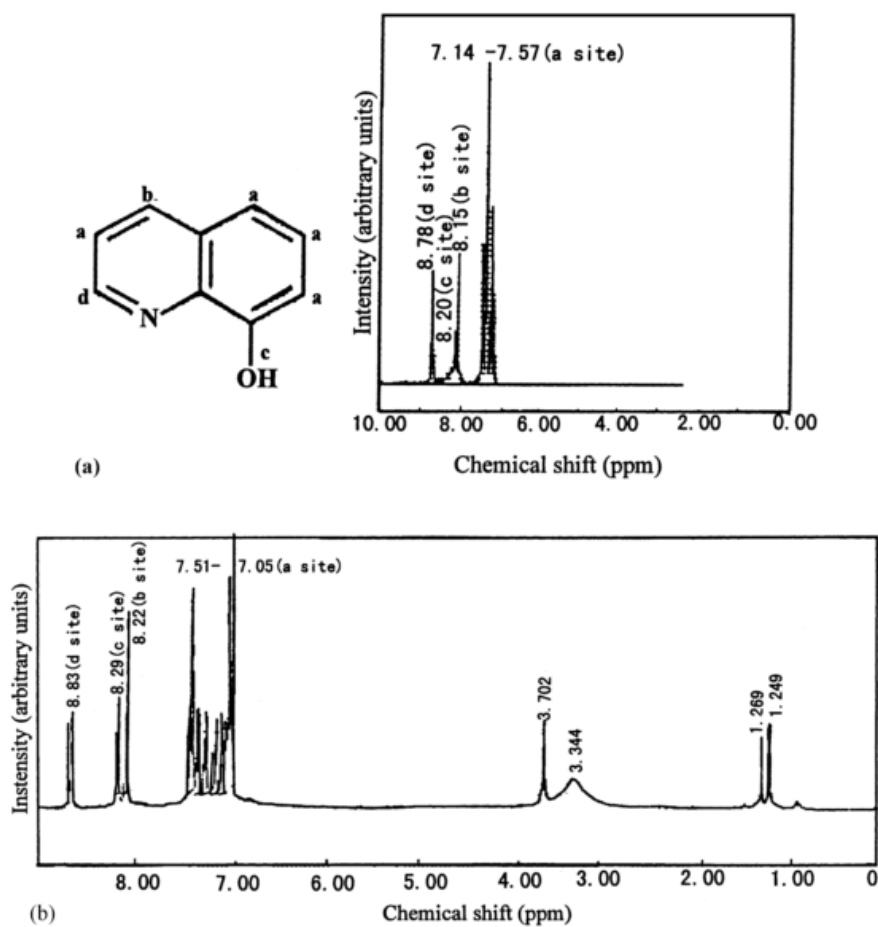 b.
a
a
a
d
a
N
c
OH
(a)
7.14 -7.57(a site)
8.78(d site)
8.20(c site)
8.15(b site)
Intensity (arbitrary units)
10.00 8.00 6.00 4.00 2.00 0.00
Chemical shift (ppm)
7.51- 7.05(a site)
8.83(d site)
8.29(c site)
8.22(b site)
3.702
3.344
1.269
1.249
Instensity (arbitrary units)
8.00 7.00 6.00 5.00 4.00 3.00 2.00 1.00 0
Chemical shift (ppm)
(b)